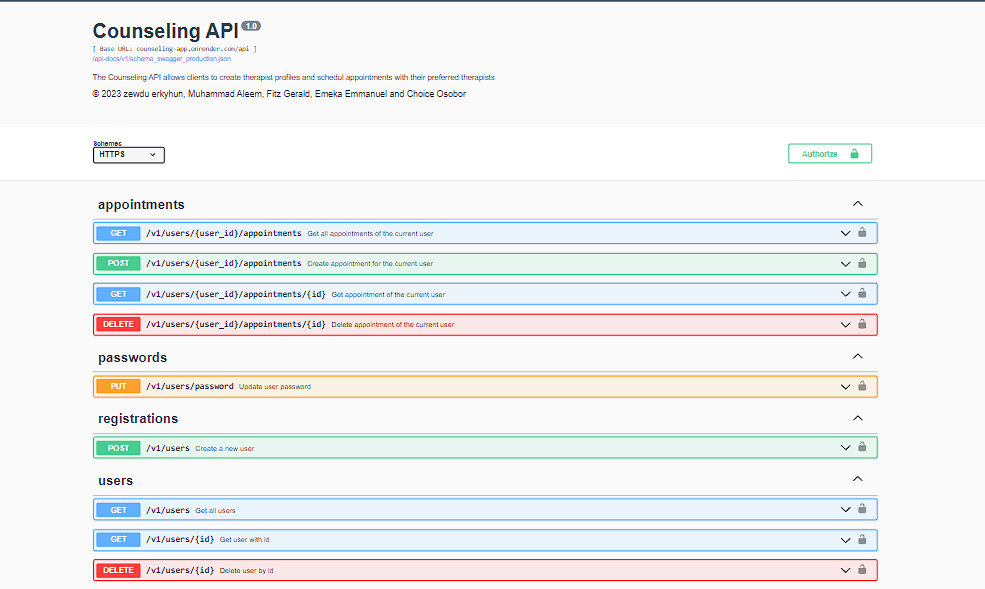 Counseling API 1.0
[ Base URL: counseling-app.onrender.com/api ]
/api-docs/v1/schema_swagger_production.json
The Counseling API allows clients to create therapist profiles and schedul appointments with their preferred therapists
© 2023 zewdu erkyhun, Muhammad Aleem, Fitz Gerald, Emeka Emmanuel and Choice Osobor
Schemes
HTTPS
Authorize
appointments
GET /v1/users/{user_id}/appointments Get all appointments of the current user
POST /v1/users/{user_id}/appointments Create appointment for the current user
GET /v1/users/{user_id}/appointments/{id} Get appointment of the current user
DELETE /v1/users/{user_id}/appointments/{id} Delete appointment of the current user
passwords
PUT /v1/users/password Update user password
registrations
POST /v1/users Create a new user
users
GET /v1/users Get all users
GET /v1/users/{id} Get user with id
DELETE /v1/users/{id} Delete user by id